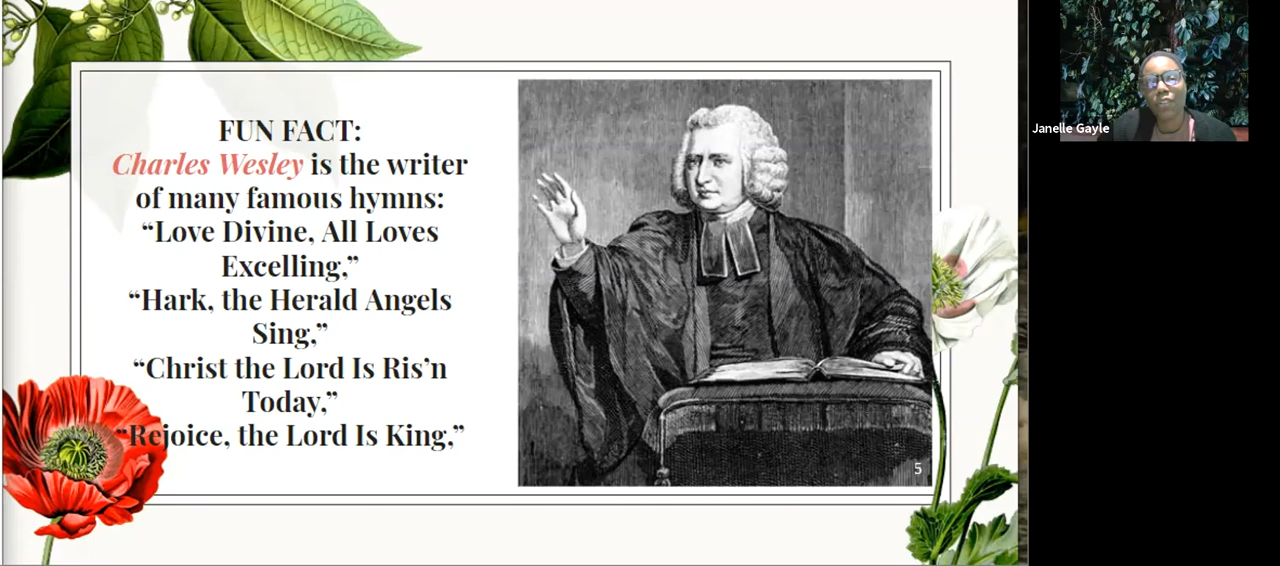 FUN FACT:
Charles Wesley is the writer
of many famous hymns:
“Love Divine, All Loves
Excelling,”
“Hark, the Herald Angels
Sing,”
“Christ the Lord Is Ris’n
Today,”
“Rejoice, the Lord Is King,”
5
Janelle Gayle